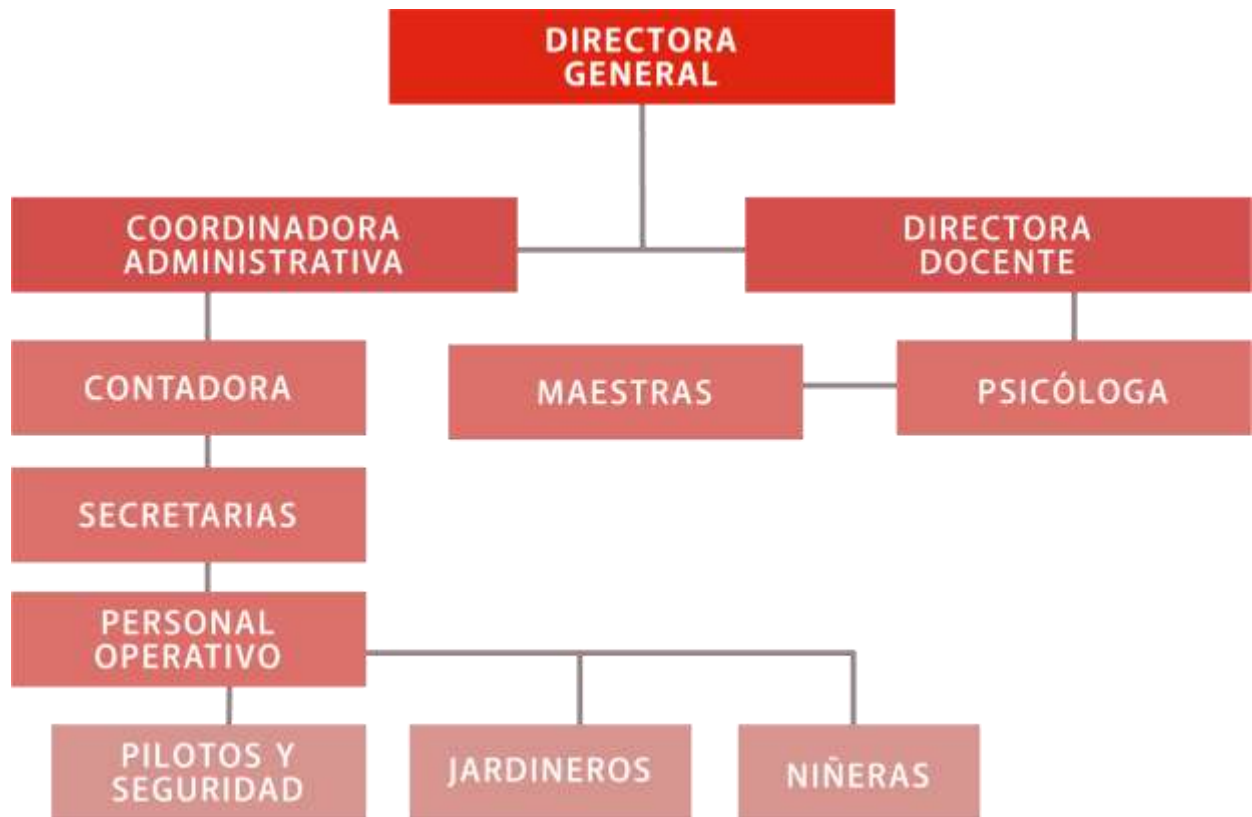 DIRECTORA
GENERAL
COORDINADORA
ADMINISTRATIVA
DIRECTORA
DOCENTE
CONTADORA
MAESTRAS
PSICÓLOGA
SECRETARIAS
PERSONAL
OPERATIVO
PILOTOS Y
SEGURIDAD
JARDINEROS
NIÑERAS